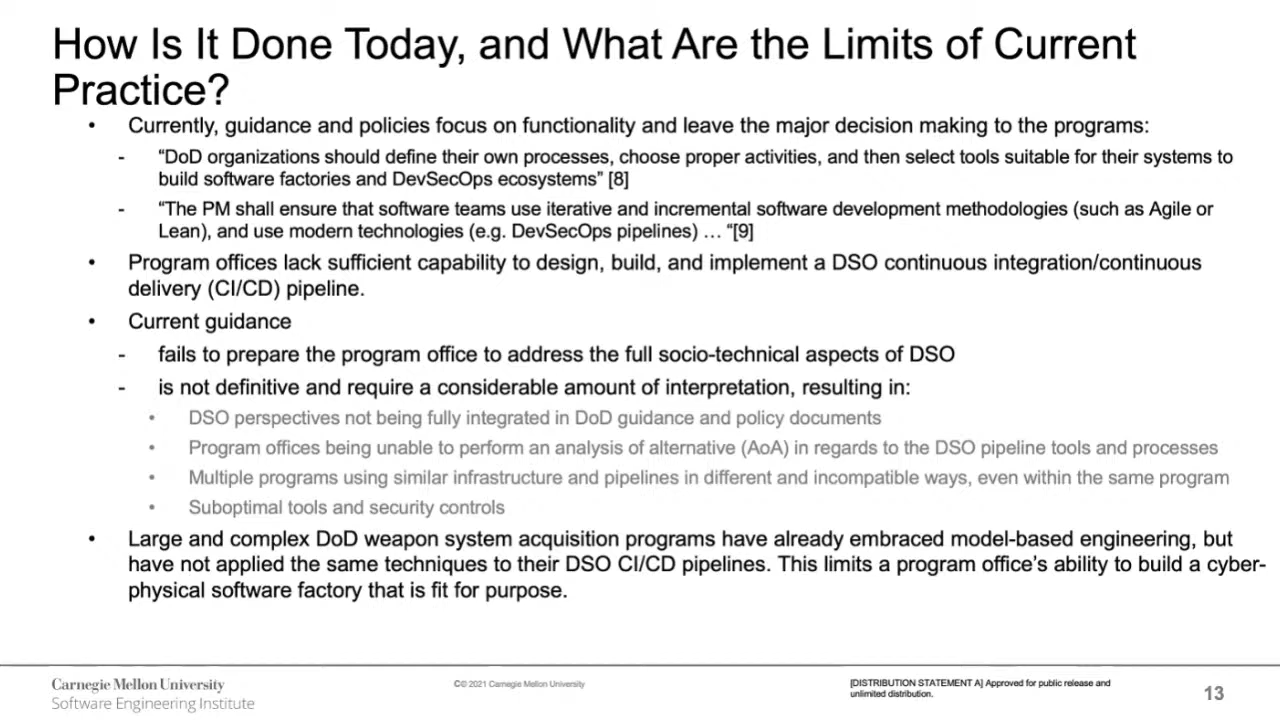 How Is It Done Today, and What Are the Limits of Current
Practice?
• Currently, guidance and policies focus on functionality and leave the major decision making to the programs:
- “DoD organizations should define their own processes, choose proper activities, and then select tools suitable for their systems to
build software factories and DevSecOps ecosystems” [8]
- “The PM shall ensure that software teams use iterative and incremental software development methodologies (such as Agile or
Lean), and use modern technologies (e.g. DevSecOps pipelines) … “[9]
• Program offices lack sufficient capability to design, build, and implement a DSO continuous integration/continuous
delivery (CI/CD) pipeline.
• Current guidance
- fails to prepare the program office to address the full socio-technical aspects of DSO
- is not definitive and require a considerable amount of interpretation, resulting in:
• DSO perspectives not being fully integrated in DoD guidance and policy documents
• Program offices being unable to perform an analysis of alternative (AoA) in regards to the DSO pipeline tools and processes
• Multiple programs using similar infrastructure and pipelines in different and incompatible ways, even within the same program
• Suboptimal tools and security controls
• Large and complex DoD weapon system acquisition programs have already embraced model-based engineering, but
have not applied the same techniques to their DSO CI/CD pipelines. This limits a program office’s ability to build a cyber-
physical software factory that is fit for purpose.
Carnegie Mellon University
Software Engineering Institute
©© 2021 Carnegie Mellon University
[DISTRIBUTION STATEMENT A] Approved for public release and
unlimited distribution.
13